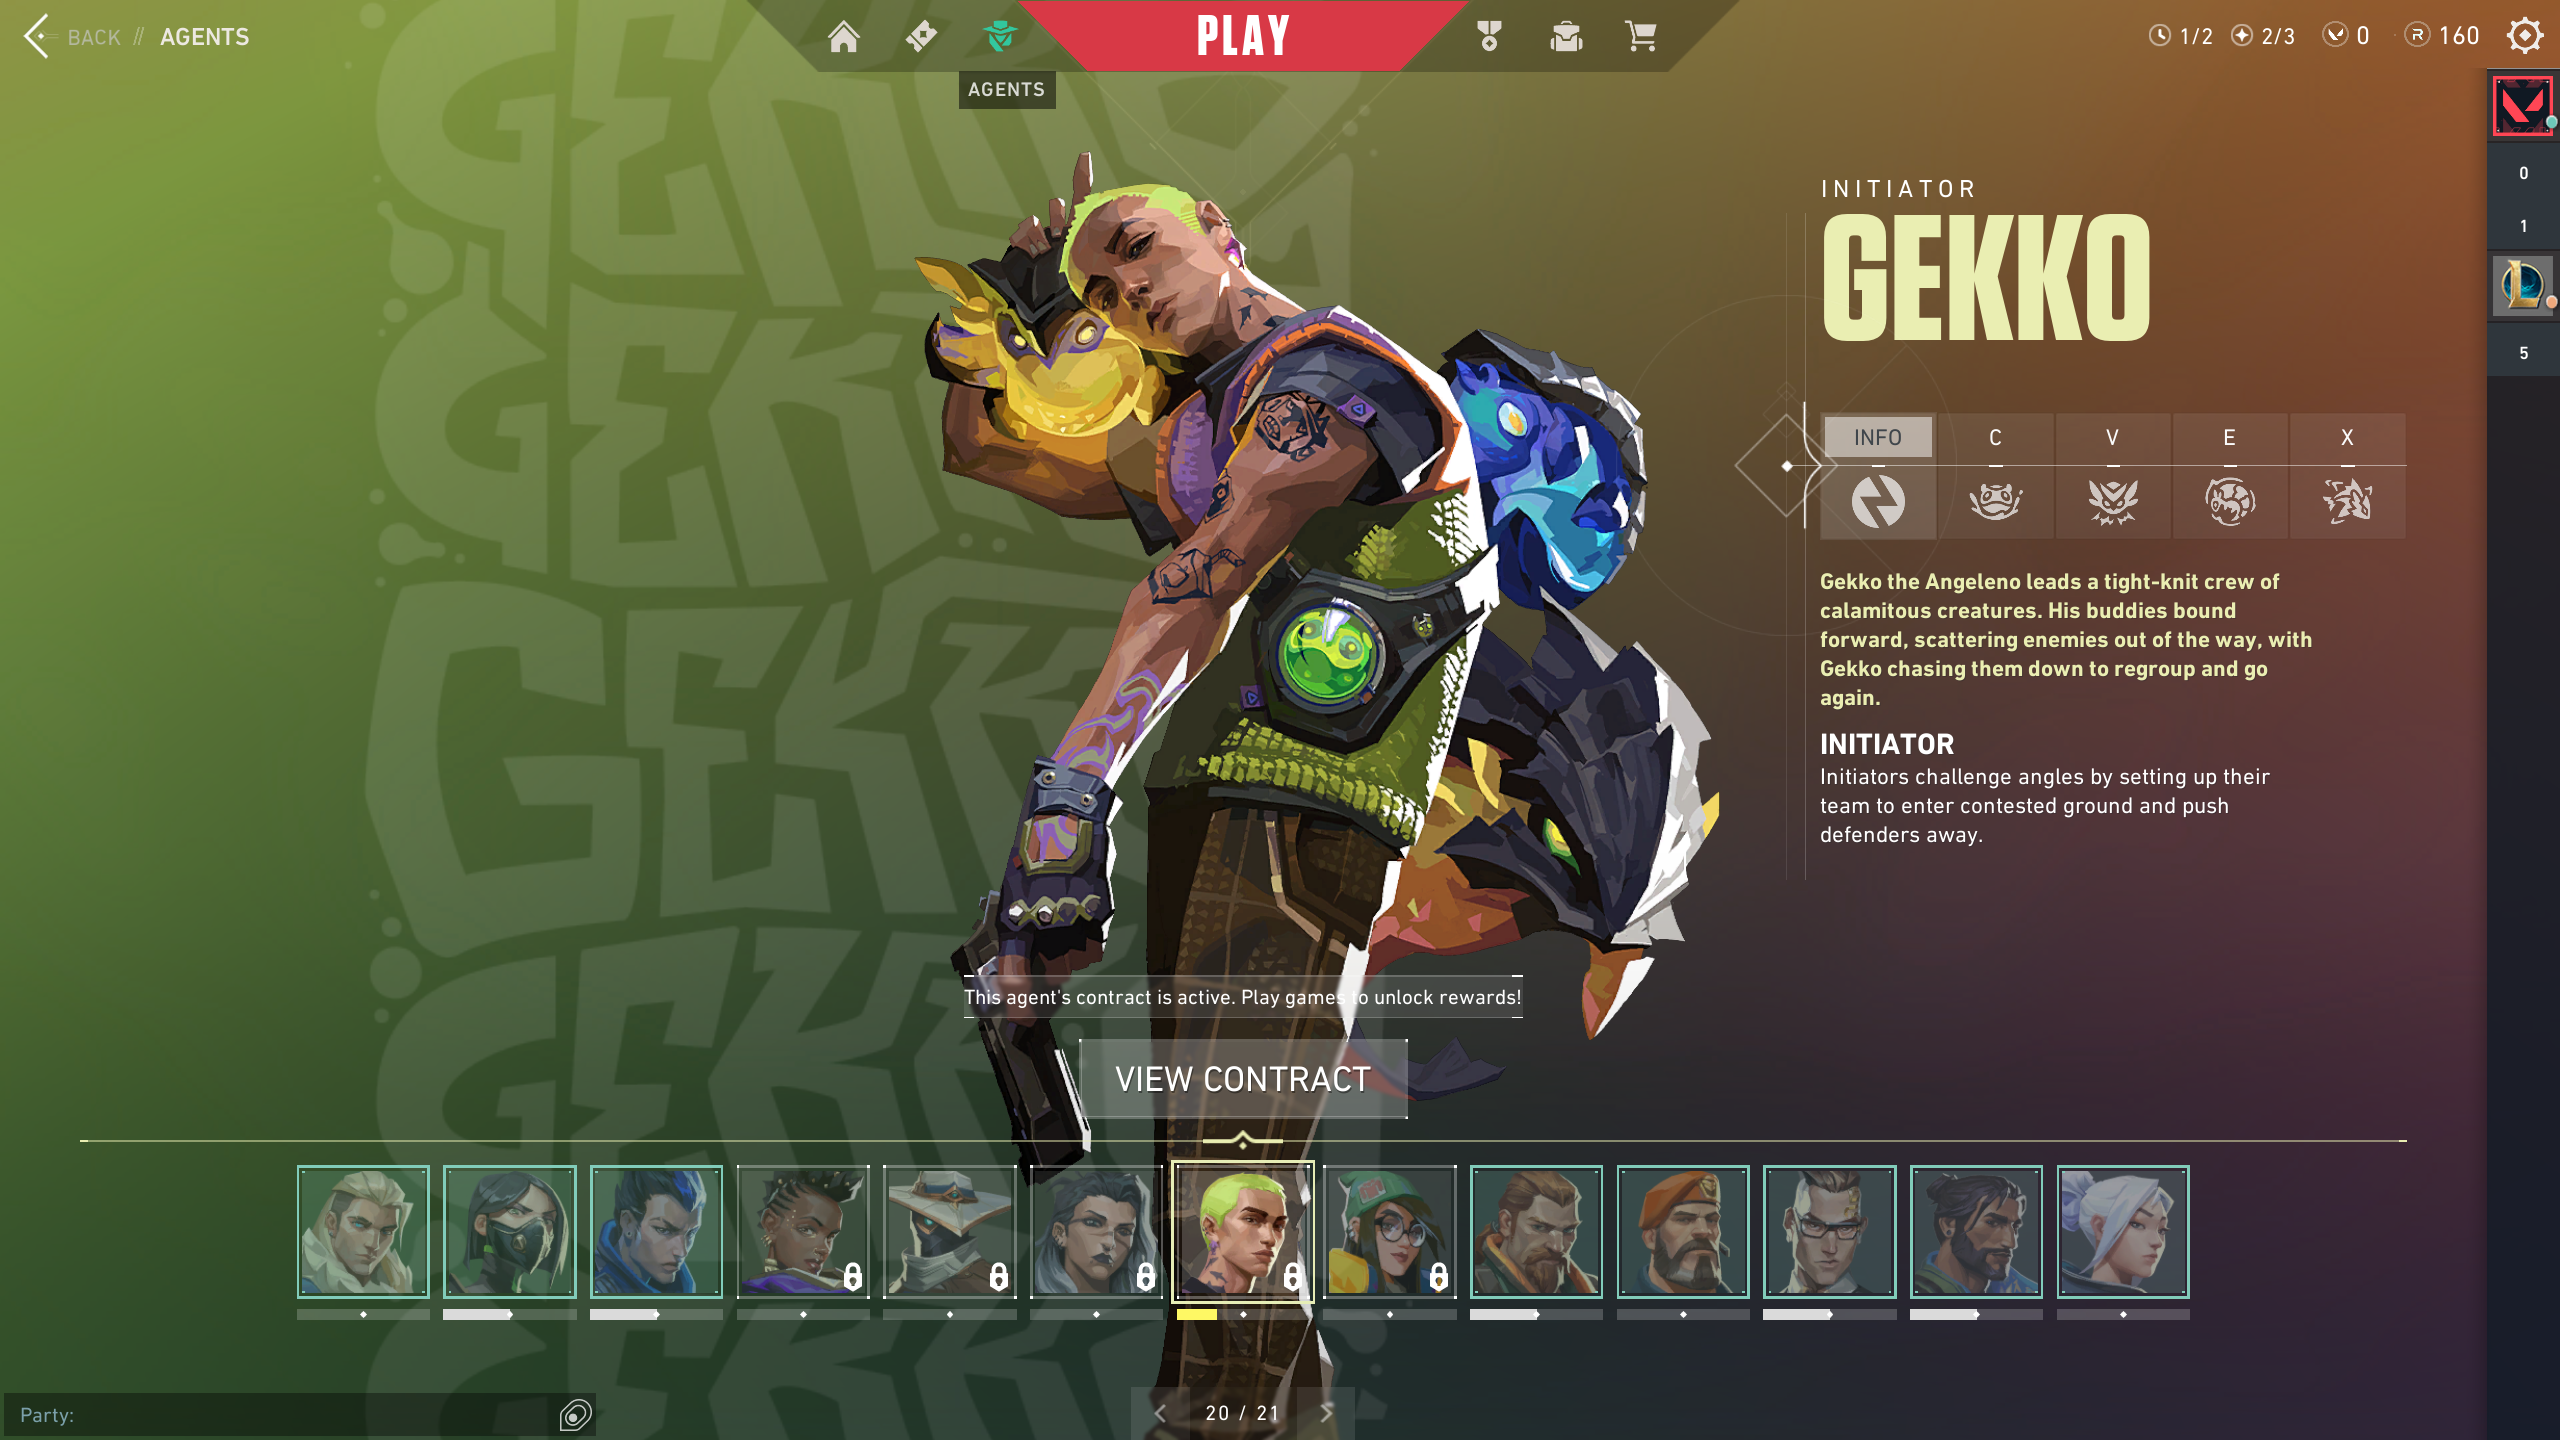 BACK // AGENTS
PLAY
1/2
2/3
0
R 160
AGENTS
0
1
5
INITIATOR
GEKKO
INFO
C
V
E
X
Gekko the Angeleno leads a tight-knit crew of
calamitous creatures. His buddies bound
forward, scattering enemies out of the way, with
Gekko chasing them down to regroup and go
again.
INITIATOR
Initiators challenge angles by setting up their
team to enter contested ground and push
defenders away.
GEKKO
GEKKO
GEKKO
GEKKO
This agent's contract is active. Play games to unlock rewards!
VIEW CONTRACT
Party:
20 / 21